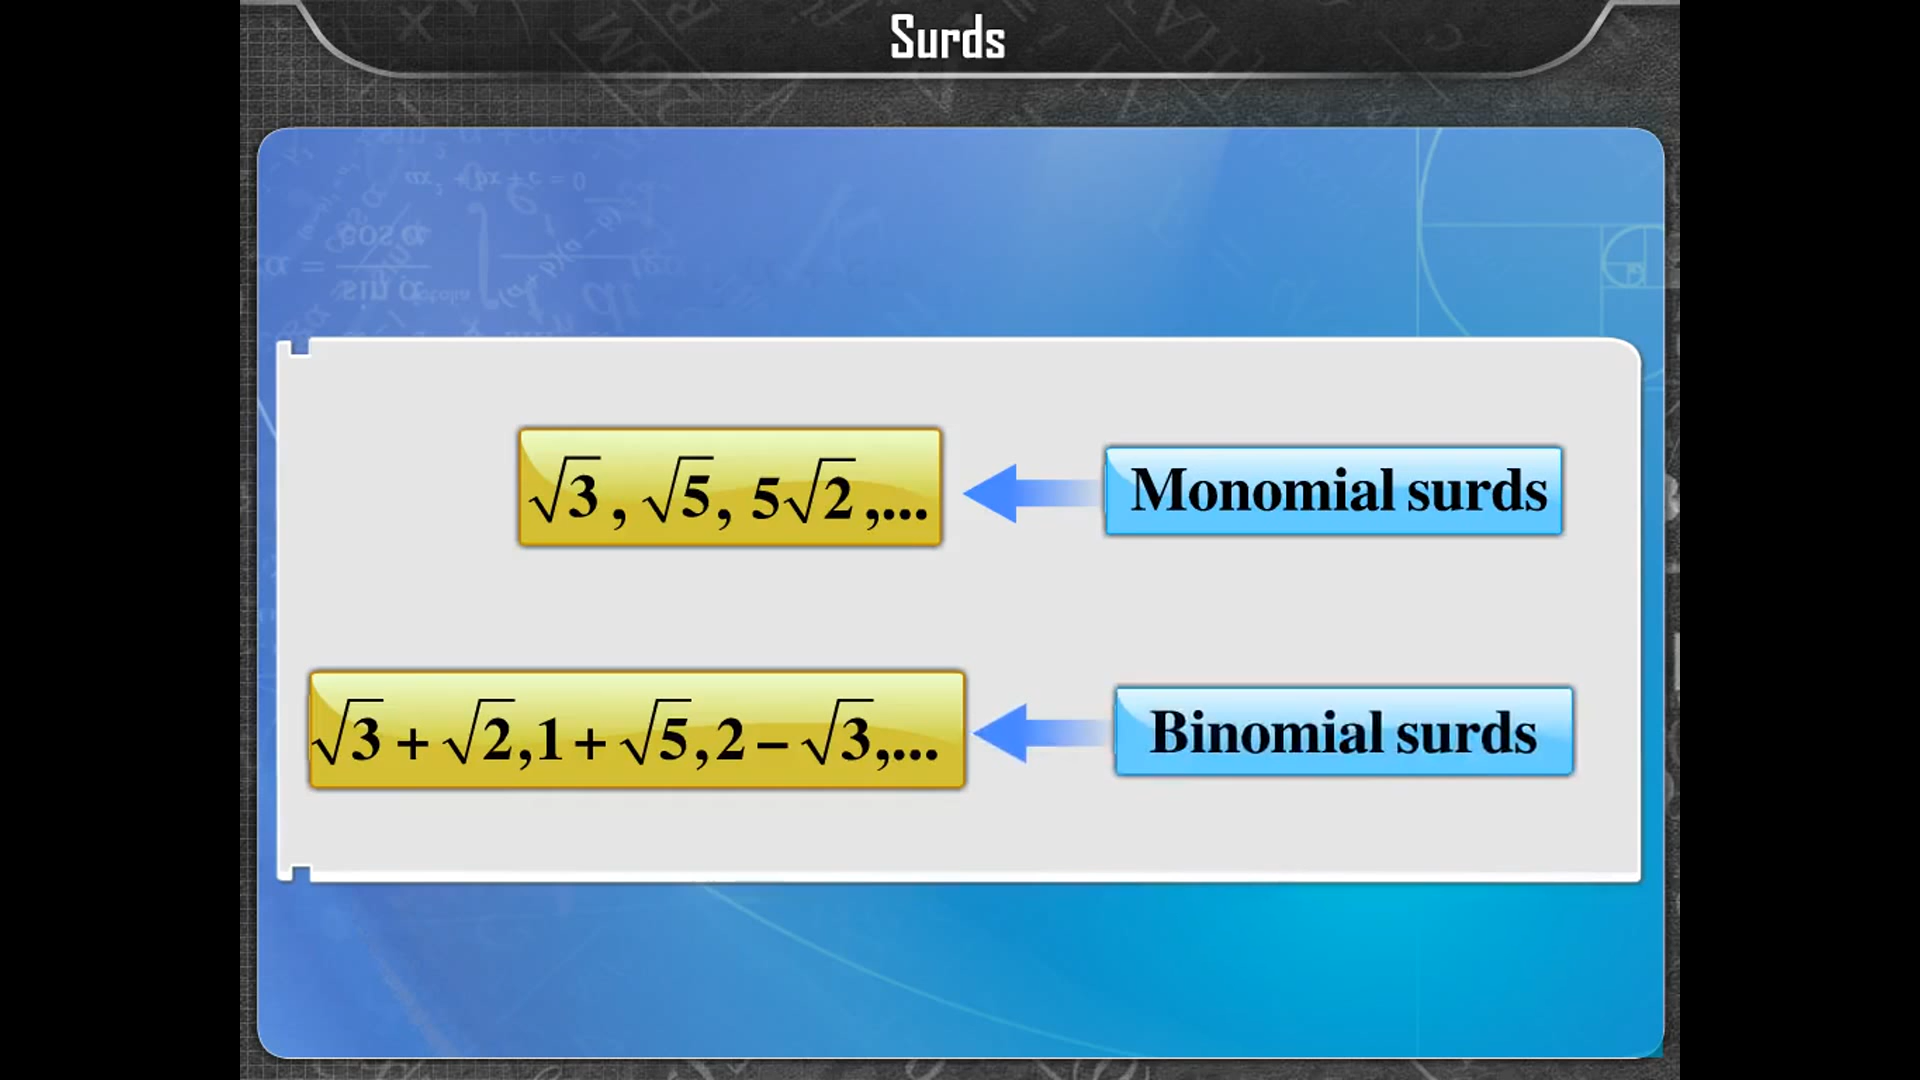 Surds
√3, √5, 5√2,...
Monomial surds
√3 + √2, 1 + √5, 2 – √3,...
Binomial surds